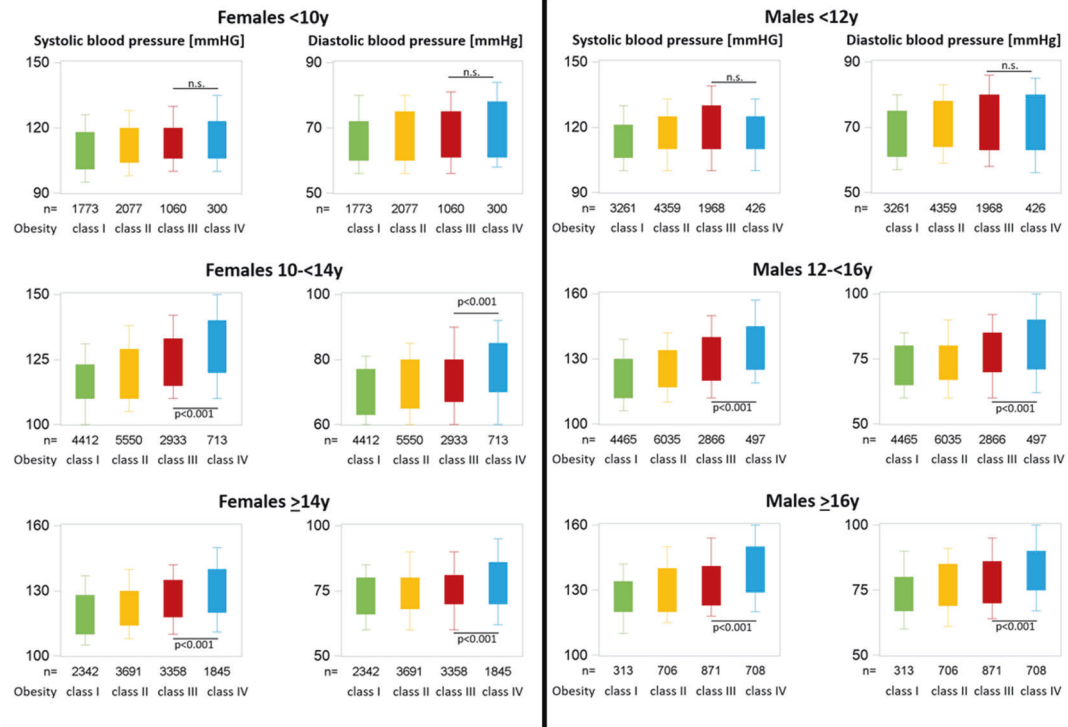 Females <10y
Systolic blood pressure [mmHG] Diastolic blood pressure [mmHg]
150 90
n.s. n.s.
120 70
90 50
n= 1773 2077 1060 300 n= 1773 2077 1060 300
Obesity class I class II class III class IV class I class II class III class IV
Females 10-<14y
150 100
p<0.001
125 80
p<0.001
100 60
n= 4412 5550 2933 713 n= 4412 5550 2933 713
Obesity class I class II class III class IV class I class II class III class IV
Females ≥14y
160 100
130 75
p<0.001 p<0.001
100 50
n= 2342 3691 3358 1845 n= 2342 3691 3358 1845
Obesity class I class II class III class IV class I class II class III class IV
Males <12y
Systolic blood pressure [mmHG] Diastolic blood pressure [mmHg]
150 90
n.s. n.s.
120 70
90 50
n= 3261 4359 1968 426 n= 3261 4359 1968 426
Obesity class I class II class III class IV class I class II class III class IV
Males 12-<16y
160 100
130 75
p<0.001 p<0.001
100 50
n= 4465 6035 2866 497 n= 4465 6035 2866 497
Obesity class I class II class III class IV class I class II class III class IV
Males ≥16y
160 100
130 75
p<0.001 p<0.001
100 50
n= 313 706 871 708 n= 313 706 871 708
Obesity class I class II class III class IV class I class II class III class IV